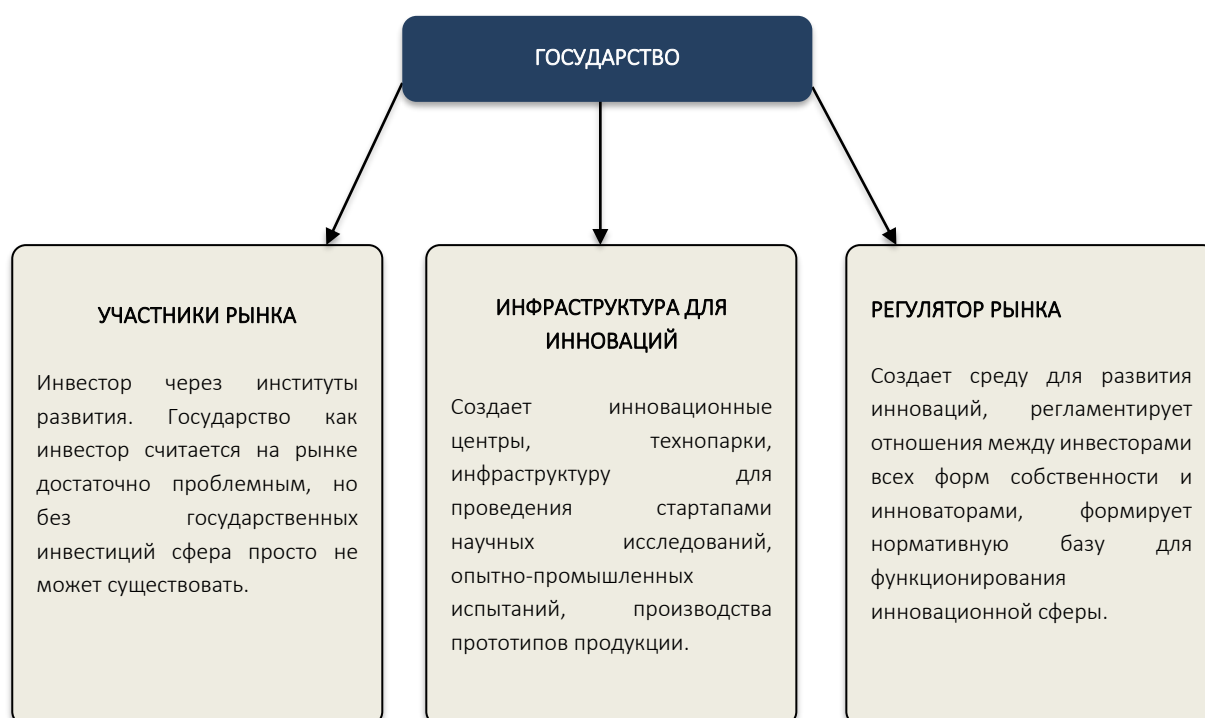 ГОСУДАРСТВО
УЧАСТНИКИ РЫНКА
Инвестор через институты
развития. Государство как
инвестор считается на рынке
достаточно проблемным, но
без государственных
инвестиций сфера просто не
может существовать.
ИНФРАСТРУКТУРА ДЛЯ
ИННОВАЦИЙ
Создает инновационные
центры, технопарки,
инфраструктуру для
проведения стартапами
научных исследований,
опытно-промышленных
испытаний, производства
прототипов продукции.
РЕГУЛЯТОР РЫНКА
Создает среду для развития
инноваций, регламентирует
отношения между инвесторами
всех форм собственности и
инноваторами, формирует
нормативную базу для
функционирования
инновационной сферы.